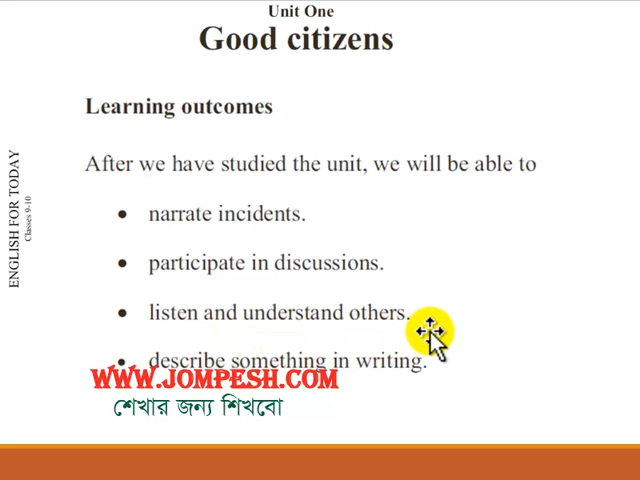 Unit One
Good citizens
Learning outcomes
After we have studied the unit, we will be able to
• narrate incidents.
• participate in discussions.
• listen and understand others.
• describe something in writing.
WWW.JOMPESH.COM
শেখার জন্য শিখবো
ENGLISH FOR TODAY
Classes 9-10